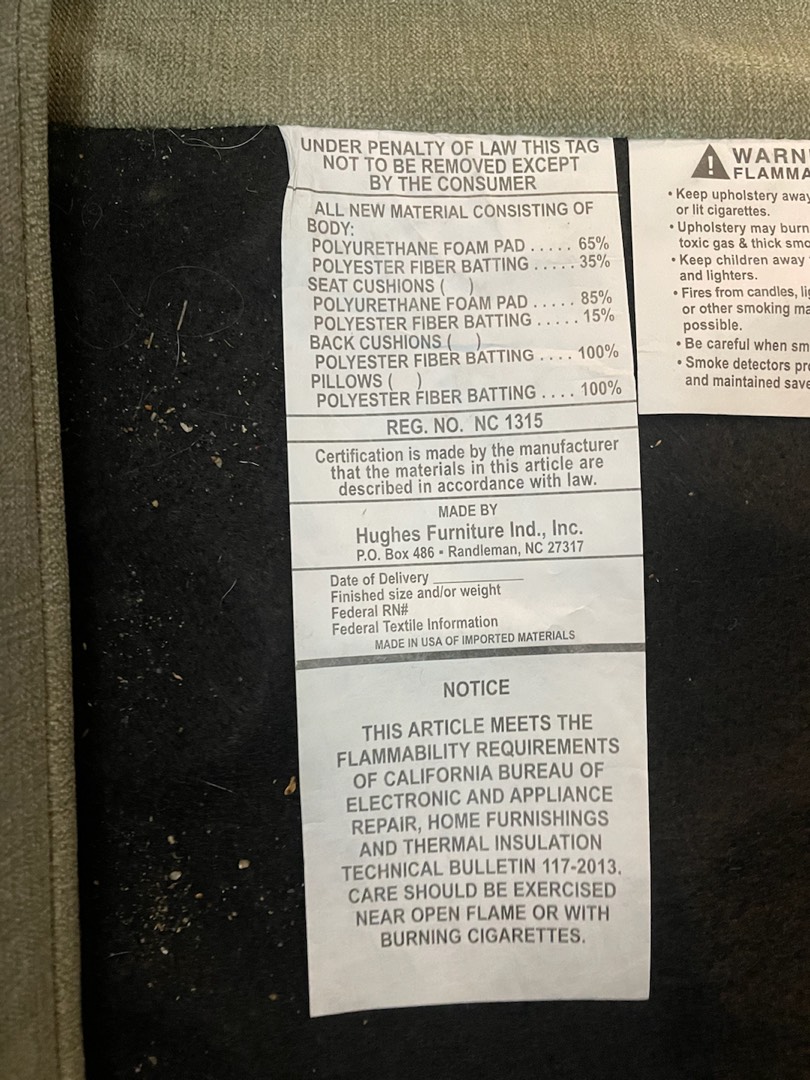 UNDER PENALTY OF LAW THIS TAG
NOT TO BE REMOVED EXCEPT
BY THE CONSUMER
ALL NEW MATERIAL CONSISTING OF
BODY:
POLYURETHANE FOAM PAD ..... 65%
POLYESTER FIBER BATTING ..... 35%
SEAT CUSHIONS ( )
POLYURETHANE FOAM PAD ..... 85%
POLYESTER FIBER BATTING ..... 15%
BACK CUSHIONS ( )
POLYESTER FIBER BATTING .... 100%
PILLOWS ( )
POLYESTER FIBER BATTING .... 100%
REG. NO. NC 1315
Certification is made by the manufacturer
that the materials in this article are
described in accordance with law.
MADE BY
Hughes Furniture Ind., Inc.
P.O. Box 486 • Randleman, NC 27317
Date of Delivery ____________
Finished size and/or weight
Federal RN#
Federal Textile Information
MADE IN USA OF IMPORTED MATERIALS
NOTICE
THIS ARTICLE MEETS THE
FLAMMABILITY REQUIREMENTS
OF CALIFORNIA BUREAU OF
ELECTRONIC AND APPLIANCE
REPAIR, HOME FURNISHINGS
AND THERMAL INSULATION
TECHNICAL BULLETIN 117-2013.
CARE SHOULD BE EXERCISED
NEAR OPEN FLAME OR WITH
BURNING CIGARETTES.
WARN
FLAMMA
• Keep upholstery away
or lit cigarettes.
• Upholstery may burn
toxic gas & thick smo
• Keep children away
and lighters.
• Fires from candles, lig
or other smoking ma
possible.
• Be careful when sm
• Smoke detectors pr
and maintained save